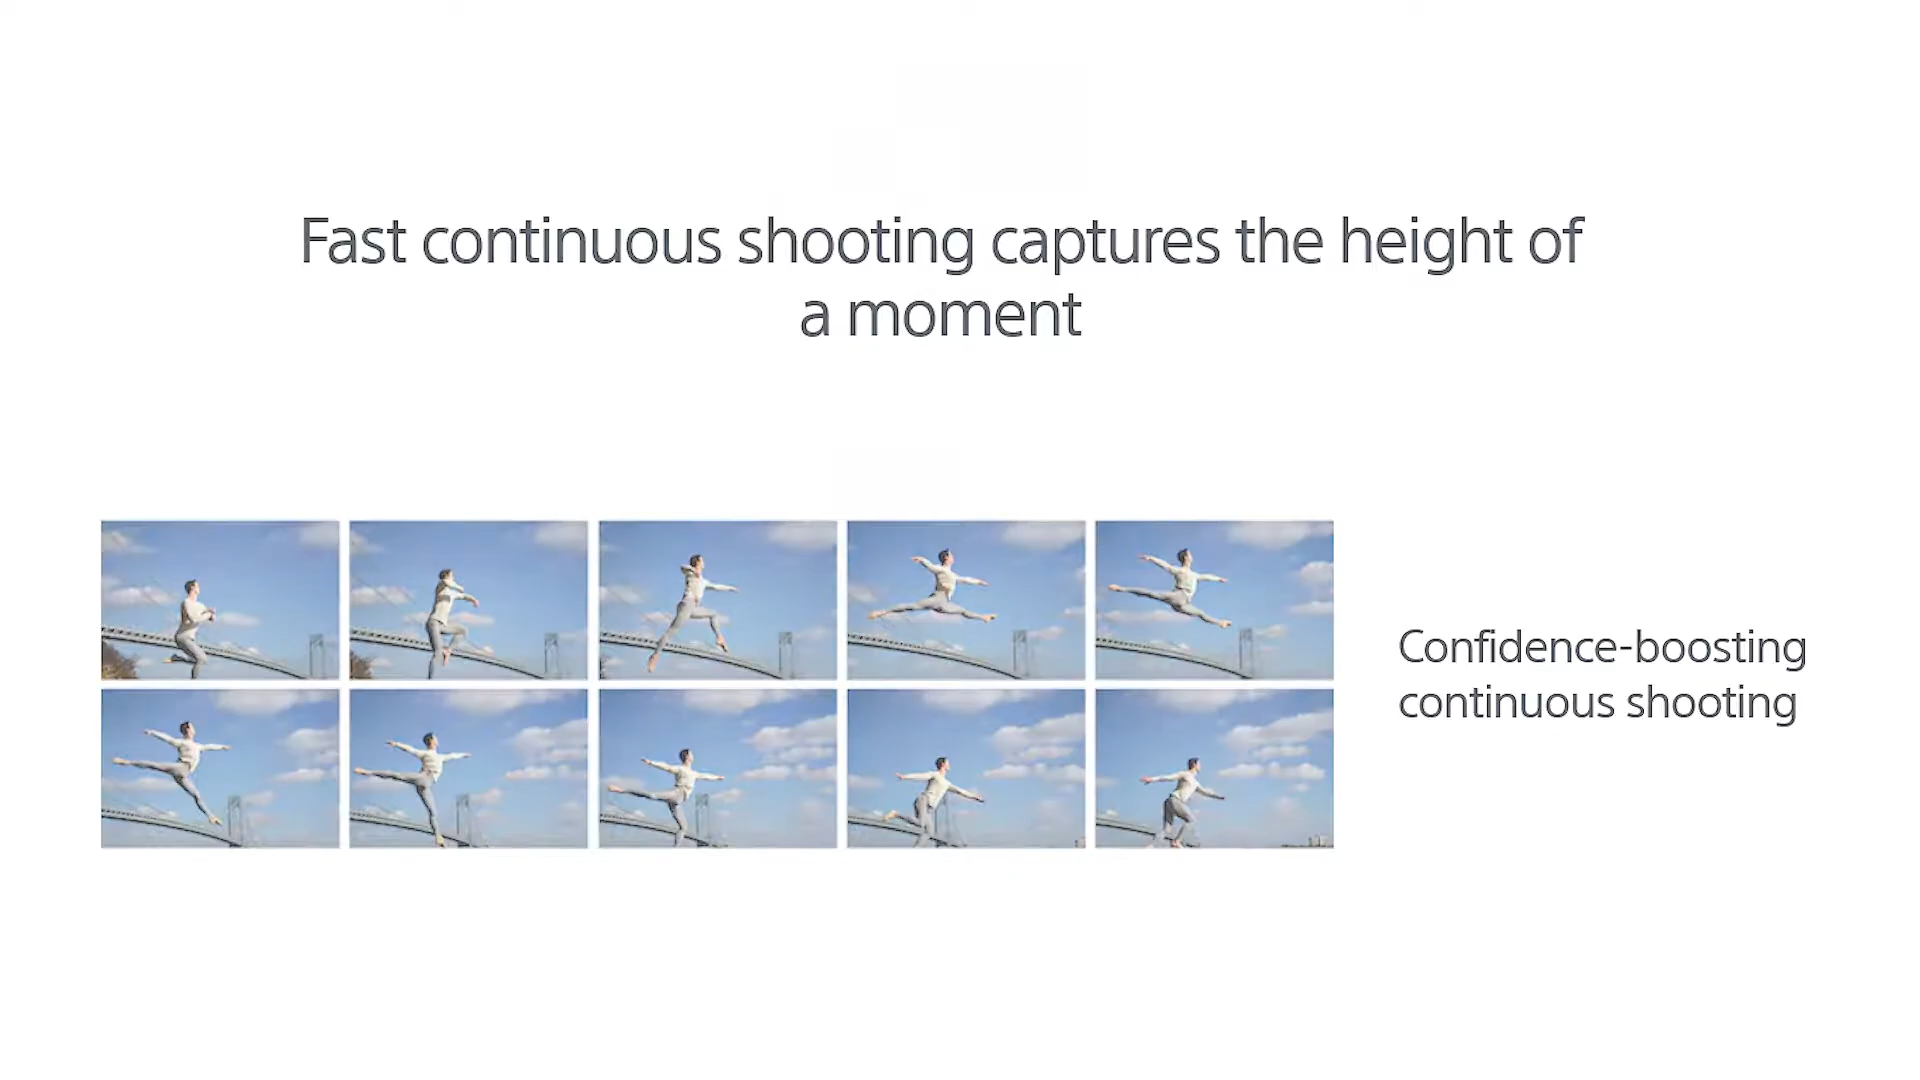 Fast continuous shooting captures the height of
a moment
Confidence-boosting
continuous shooting